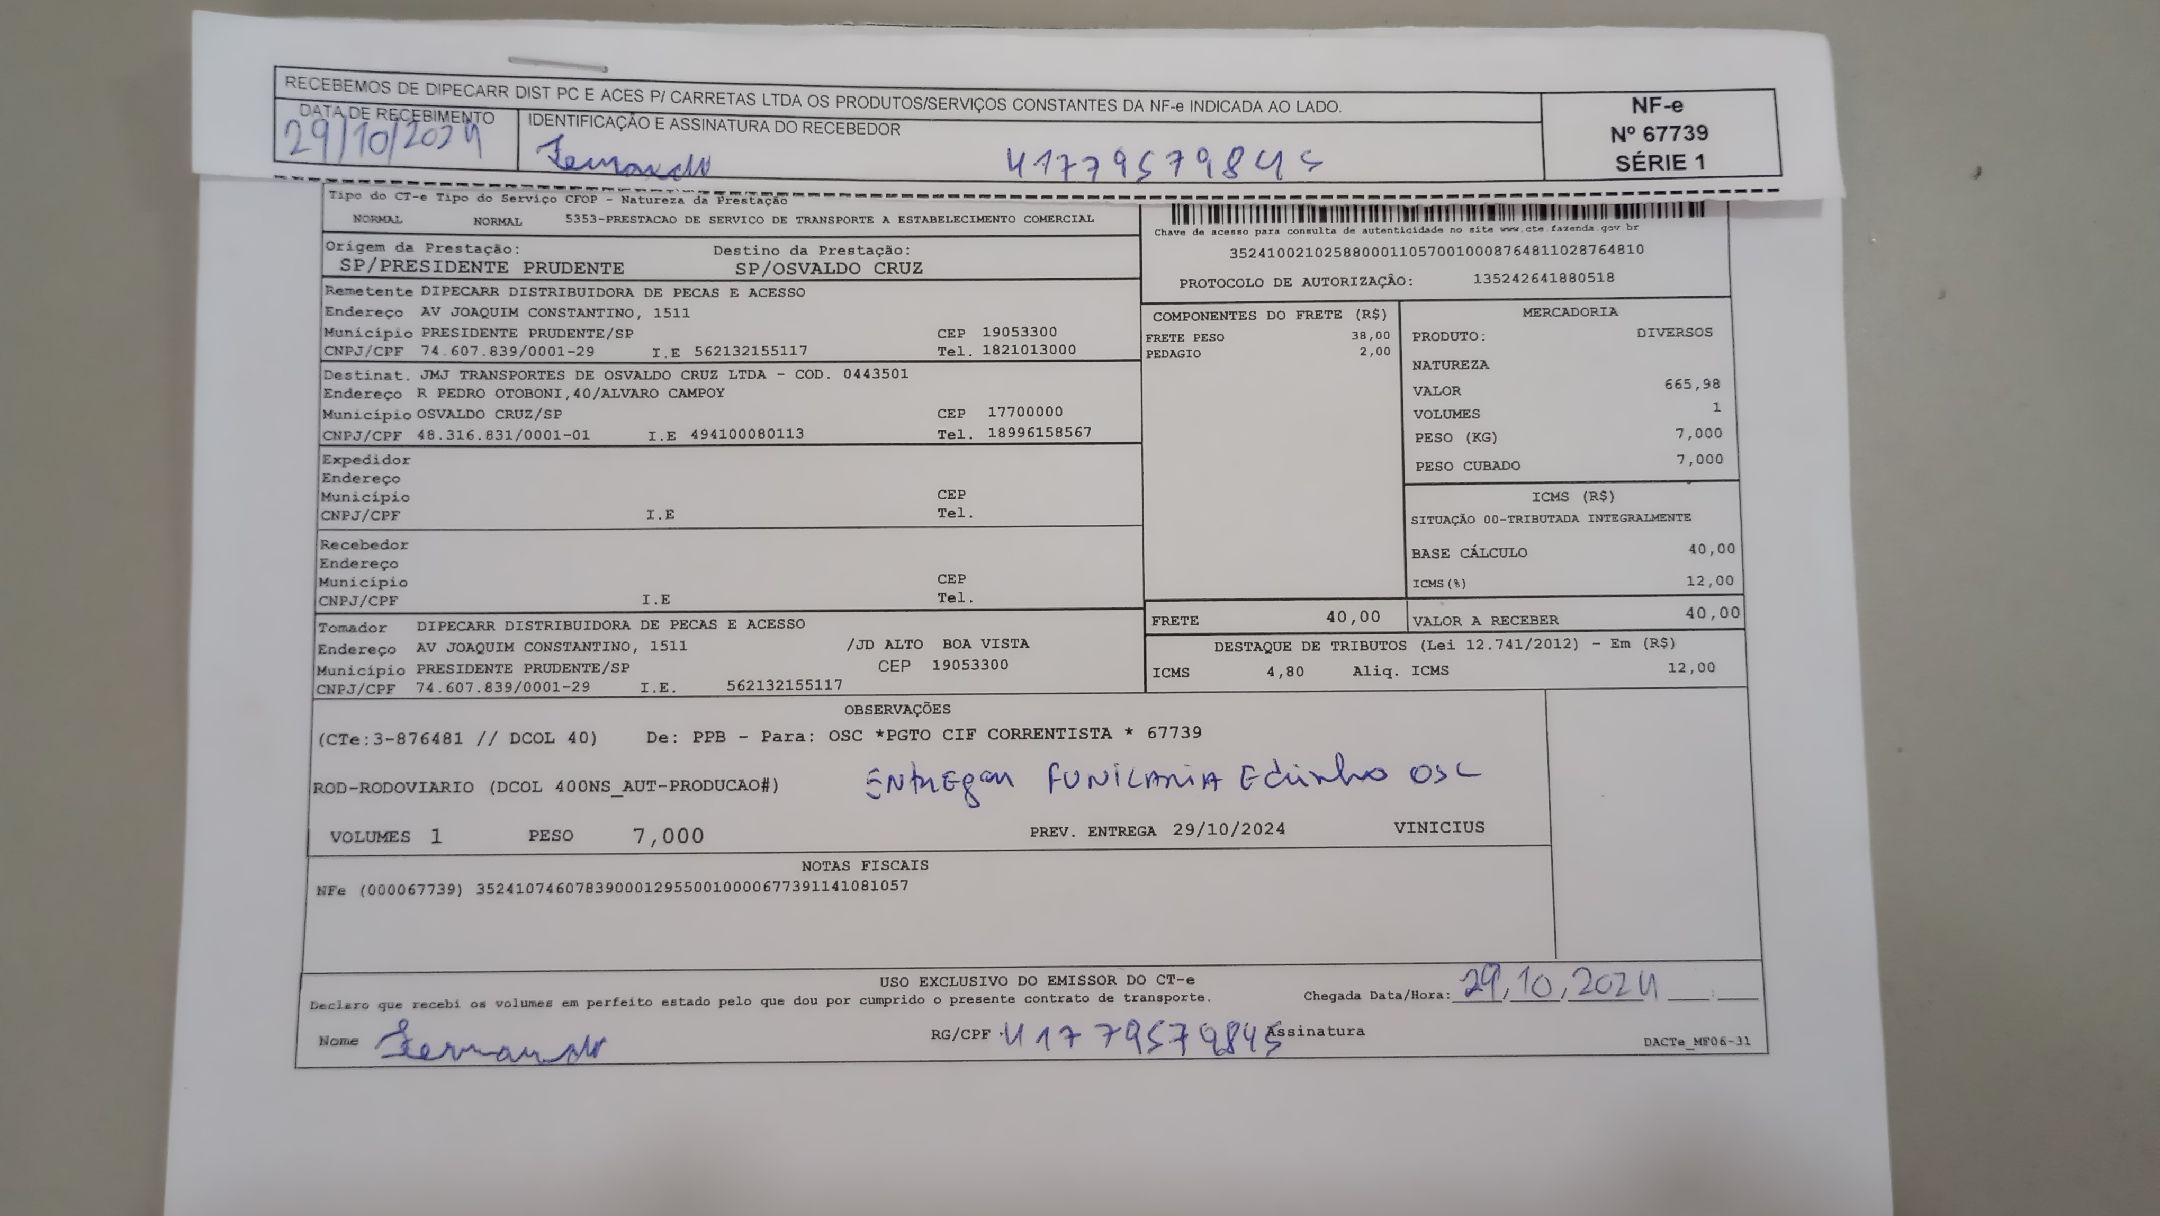 RECEBEMOS DE DIPECARR DIST PC E ACES P/ CARRETAS LTDA OS PRODUTOS/SERVIÇOS CONSTANTES DA NF-e INDICADA AO LADO.
DATA DE RECEBIMENTO
29/10/2024
IDENTIFICAÇÃO E ASSINATURA DO RECEBEDOR
Fernando 41779579845
NF-e
Nº 67739
SÉRIE 1
Tipo do CT-e Tipo do Serviço CFOP - Natureza da Prestação
NORMAL NORMAL 5353-PRESTACAO DE SERVICO DE TRANSPORTE A ESTABELECIMENTO COMERCIAL
Origem da Prestação: Destino da Prestação:
SP/PRESIDENTE PRUDENTE SP/OSVALDO CRUZ
Chave de acesso para consulta de autenticidade no site www.cte.fazenda.gov.br
35241002102588000110570010008764811028764810
PROTOCOLO DE AUTORIZAÇÃO: 135242641880518
Remetente DIPECARR DISTRIBUIDORA DE PECAS E ACESSO
Endereço AV JOAQUIM CONSTANTINO, 1511
Município PRESIDENTE PRUDENTE/SP CEP 19053300
CNPJ/CPF 74.607.839/0001-29 I.E 562132155117 Tel. 1821013000
Destinat. JMJ TRANSPORTES DE OSVALDO CRUZ LTDA - COD. 0443501
Endereço R PEDRO OTOBONI,40/ALVARO CAMPOY
Município OSVALDO CRUZ/SP CEP 17700000
CNPJ/CPF 48.316.831/0001-01 I.E 494100080113 Tel. 18996158567
Expedidor
Endereço
Município CEP
CNPJ/CPF I.E Tel.
Recebedor
Endereço
Município CEP
CNPJ/CPF I.E Tel.
Tomador DIPECARR DISTRIBUIDORA DE PECAS E ACESSO
Endereço AV JOAQUIM CONSTANTINO, 1511 /JD ALTO BOA VISTA
Município PRESIDENTE PRUDENTE/SP CEP 19053300
CNPJ/CPF 74.607.839/0001-29 I.E. 562132155117
COMPONENTES DO FRETE (R$)
FRETE PESO 38,00
PEDAGIO 2,00
MERCADORIA
PRODUTO: DIVERSOS
NATUREZA
VALOR 665,98
VOLUMES 1
PESO (KG) 7,000
PESO CUBADO 7,000
ICMS (R$)
SITUAÇÃO 00-TRIBUTADA INTEGRALMENTE
BASE CÁLCULO 40,00
ICMS(%) 12,00
FRETE 40,00 VALOR A RECEBER 40,00
DESTAQUE DE TRIBUTOS (Lei 12.741/2012) - Em (R$)
ICMS 4,80 Aliq. ICMS 12,00
OBSERVAÇÕES
(CTe:3-876481 // DCOL 40) De: PPB - Para: OSC *PGTO CIF CORRENTISTA * 67739
ROD-RODOVIARIO (DCOL 400NS_AUT-PRODUCAO#) Entregar FUNILARIA Edinho OSC
VOLUMES 1 PESO 7,000 PREV. ENTREGA 29/10/2024 VINICIUS
NOTAS FISCAIS
NFe (000067739) 35241074607839000129550010000677391141081057
USO EXCLUSIVO DO EMISSOR DO CT-e
Declaro que recebi os volumes em perfeito estado pelo que dou por cumprido o presente contrato de transporte. Chegada Data/Hora: 29,10,2024 ___:___
Nome Fernando RG/CPF 41779579845 Assinatura
DACTe_MF06-31